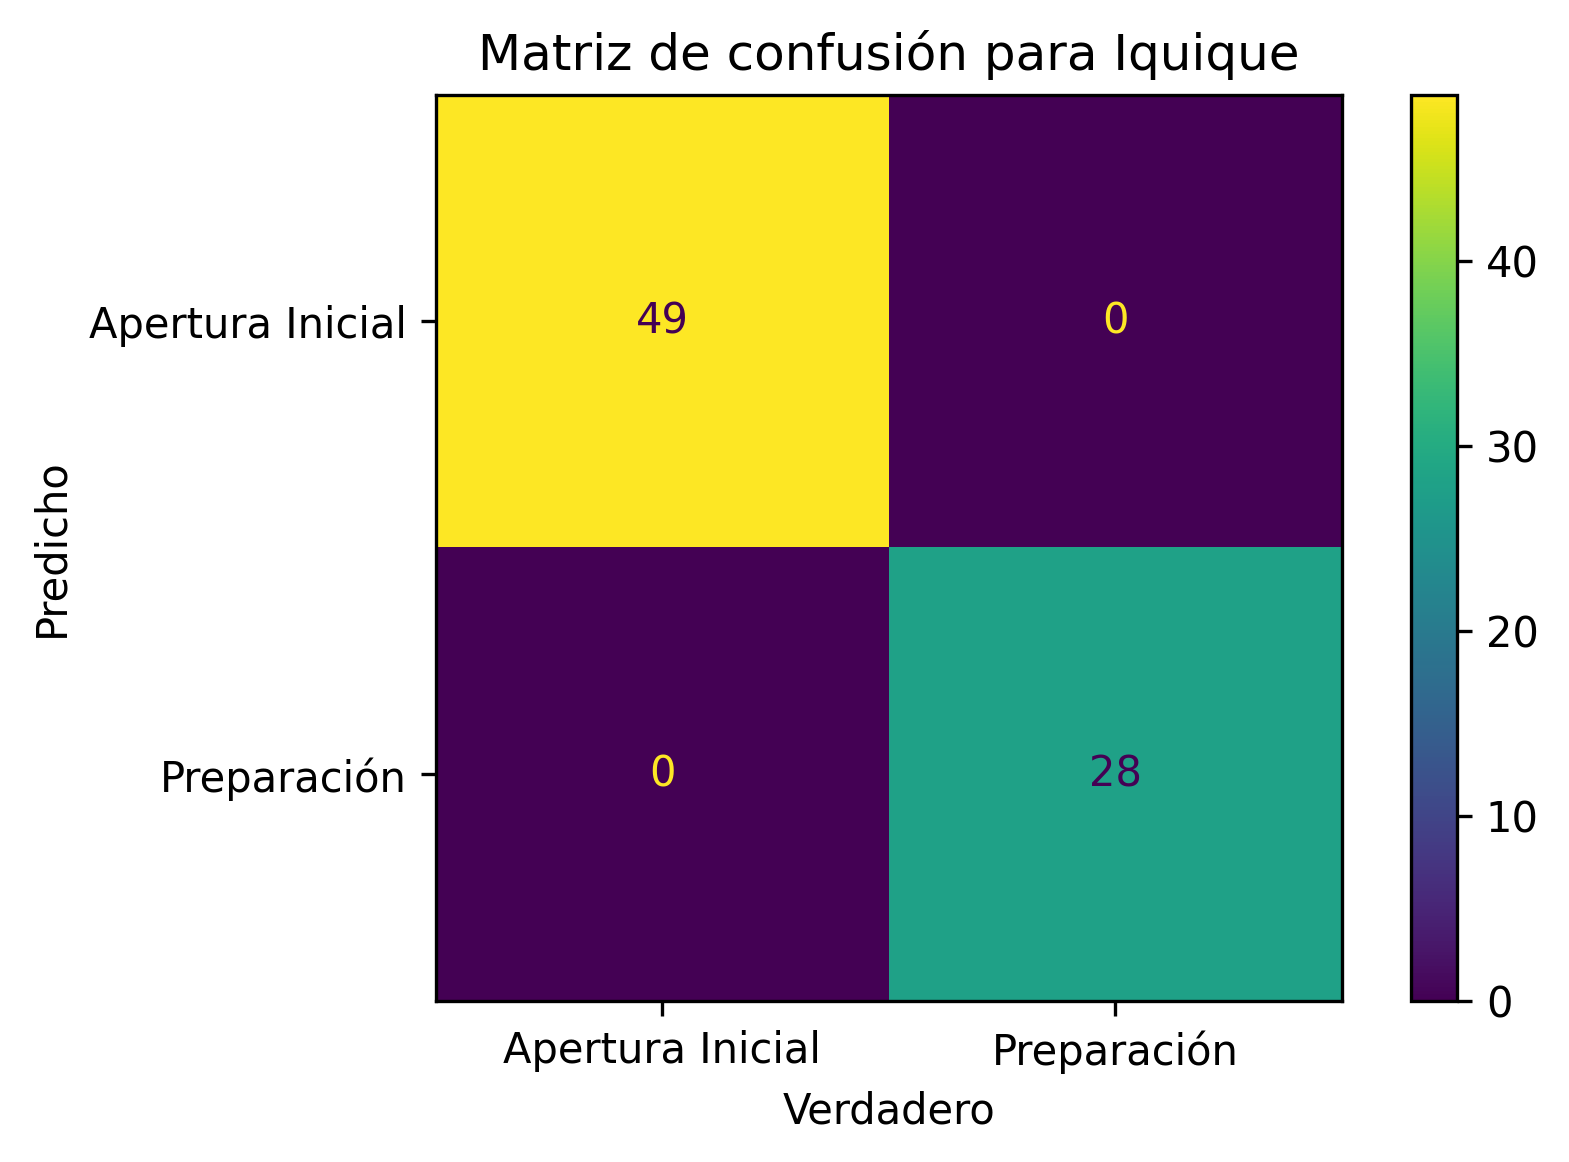 Matriz de confusión para Iquique
Predicho
Apertura Inicial
49
0
Preparación
0
28
Apertura Inicial
Preparación
Verdadero
40
30
20
10
0